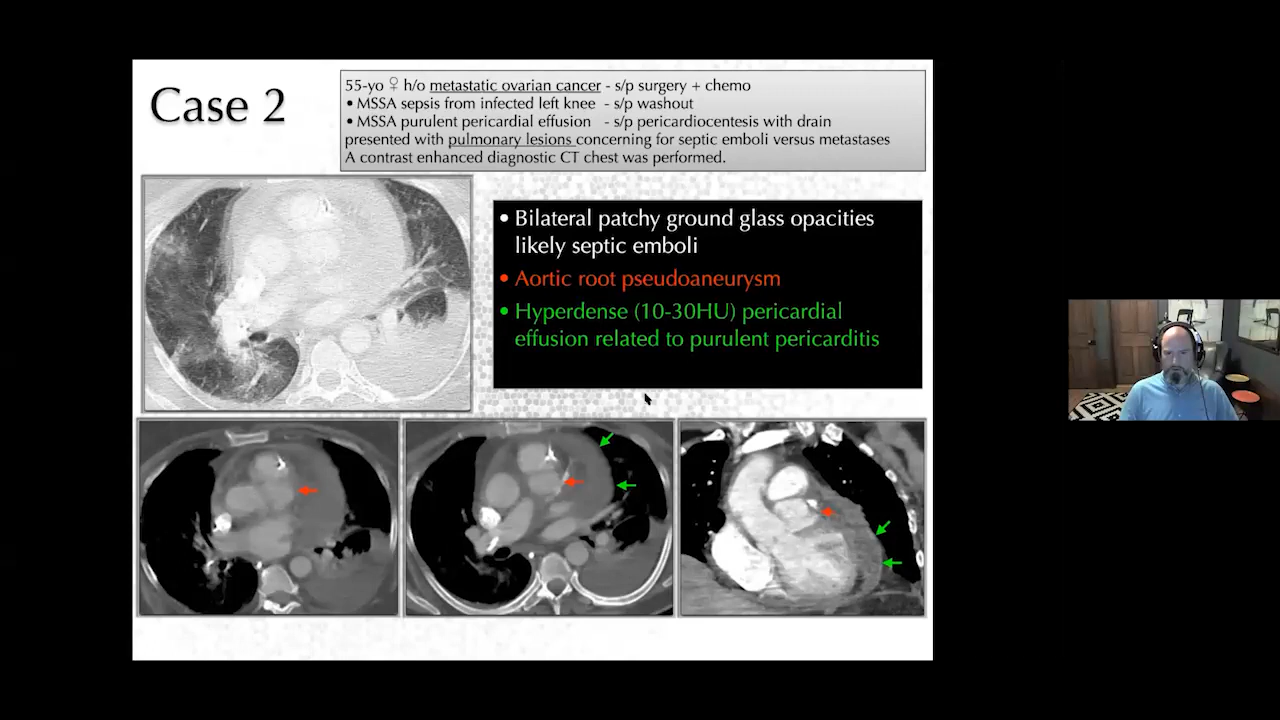 Case 2
55-yo ♀ h/o metastatic ovarian cancer - s/p surgery + chemo
• MSSA sepsis from infected left knee - s/p washout
• MSSA purulent pericardial effusion - s/p pericardiocentesis with drain
presented with pulmonary lesions concerning for septic emboli versus metastases
A contrast enhanced diagnostic CT chest was performed.
• Bilateral patchy ground glass opacities
likely septic emboli
• Aortic root pseudoaneurysm
• Hyperdense (10-30HU) pericardial
effusion related to purulent pericarditis